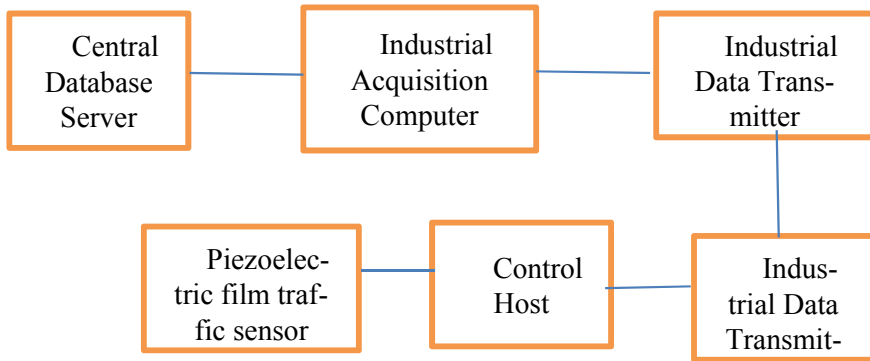 Central
Database
Server
Industrial
Acquisition
Computer
Industrial
Data Trans-
mitter
Piezoelec-
tric film traf-
fic sensor
Control
Host
Indus-
trial Data
Transmit-